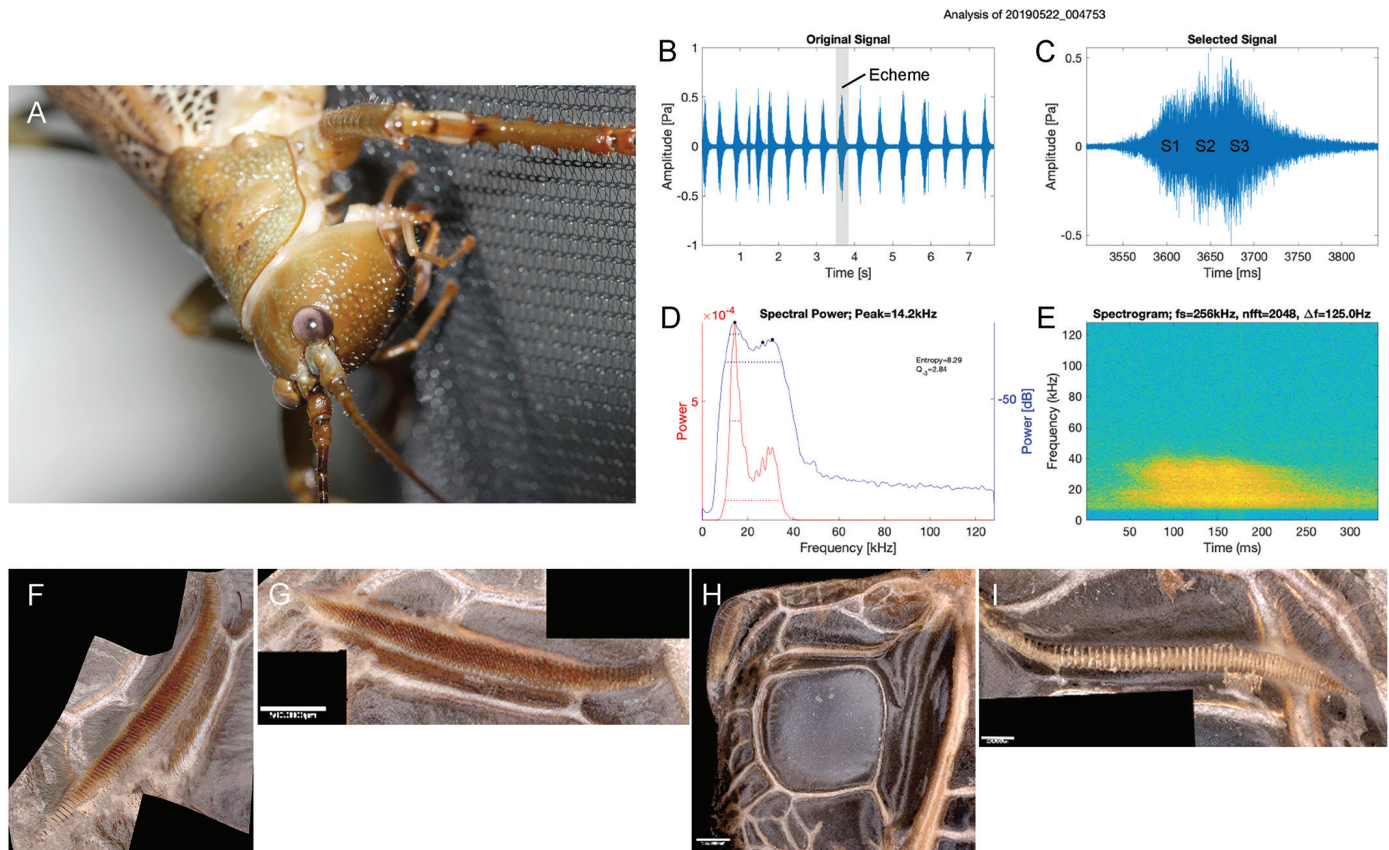 Analysis of 20190522_004753
A
B
Original Signal
Echeme
Amplitude [Pa]
1
0.5
0
-0.5
-1
1
2
3
4
5
6
7
Time [s]
C
Selected Signal
Amplitude [Pa]
0.5
0
-0.5
S1 S2 S3
3550
3600
3650
3700
3750
3800
Time [ms]
D
×10-4
Spectral Power; Peak=14.2kHz
Entropy=8.29
Q-3=2.84
5
Power
-50
Power [dB]
0
20
40
60
80
100
120
Frequency [kHz]
E
Spectrogram; fs=256kHz, nfft=2048, Δf=125.0Hz
Frequency (kHz)
120
100
80
60
40
20
0
50
100
150
200
250
300
Time (ms)
F
G
H
I